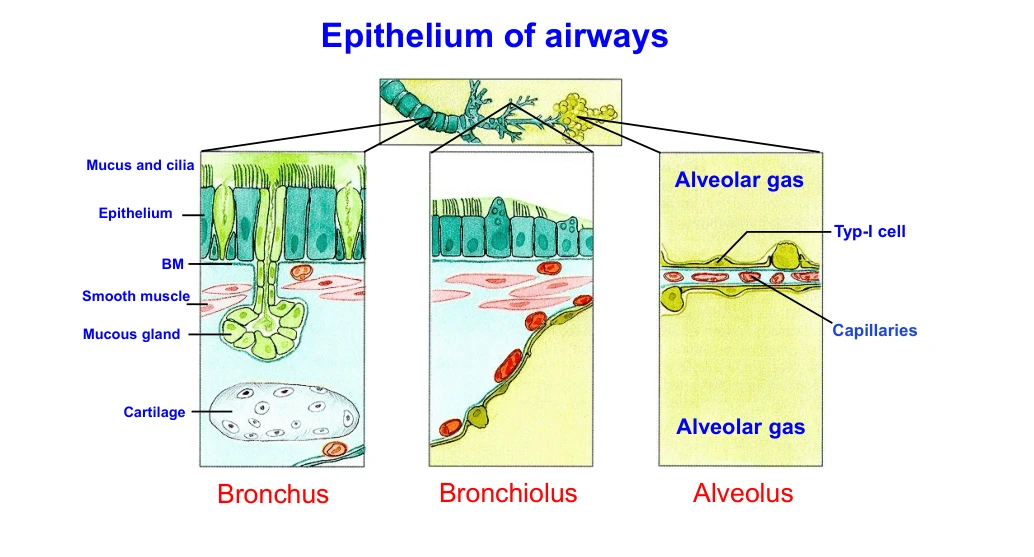 Epithelium of airways
Mucus and cilia
Epithelium
BM
Smooth muscle
Mucous gland
Cartilage
Alveolar gas
Typ-I cell
Capillaries
Alveolar gas
Bronchus
Bronchiolus
Alveolus